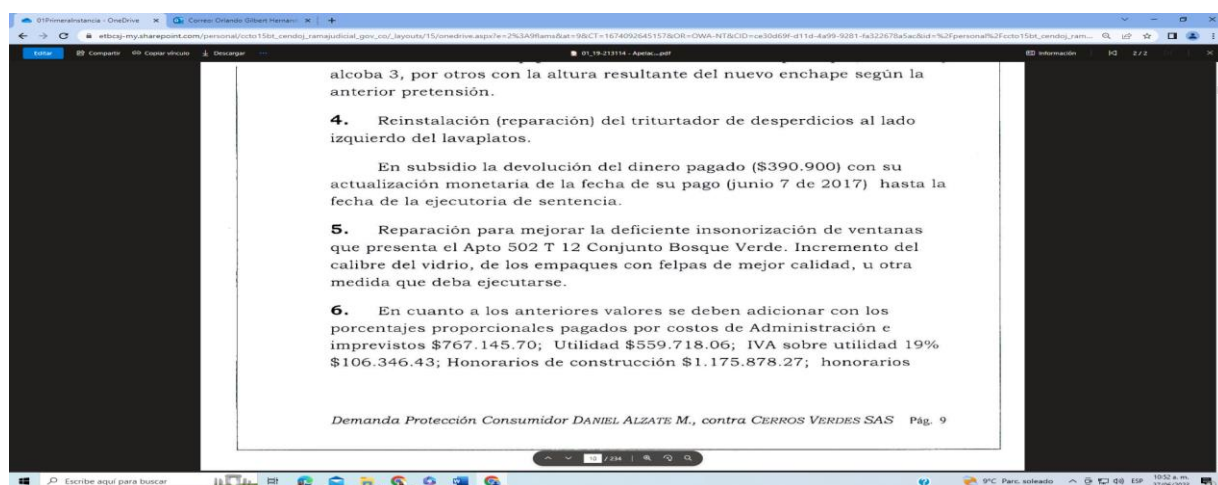 01PrimeraInstancia - OneDrive
Correo: Orlando Gilbert Hernan
Editar Compartir Copiar vínculo Descargar 01_19-213114 - Apelac....pdf Información 2 / 2
alcoba 3, por otros con la altura resultante del nuevo enchape según la
anterior pretensión.
4. Reinstalación (reparación) del triturtador de desperdicios al lado
izquierdo del lavaplatos.
En subsidio la devolución del dinero pagado ($390.900) con su
actualización monetaria de la fecha de su pago (junio 7 de 2017) hasta la
fecha de la ejecutoria de sentencia.
5. Reparación para mejorar la deficiente insonorización de ventanas
que presenta el Apto 502 T 12 Conjunto Bosque Verde. Incremento del
calibre del vidrio, de los empaques con felpas de mejor calidad, u otra
medida que deba ejecutarse.
6. En cuanto a los anteriores valores se deben adicionar con los
porcentajes proporcionales pagados por costos de Administración e
imprevistos $767.145.70; Utilidad $559.718.06; IVA sobre utilidad 19%
$106.346.43; Honorarios de construcción $1.175.878.27; honorarios
Demanda Protección Consumidor DANIEL ALZATE M., contra CERROS VERDES SAS Pág. 9
10 / 234
Escribe aquí para buscar 9°C Parc. soleado ESP 10:52 a. m.